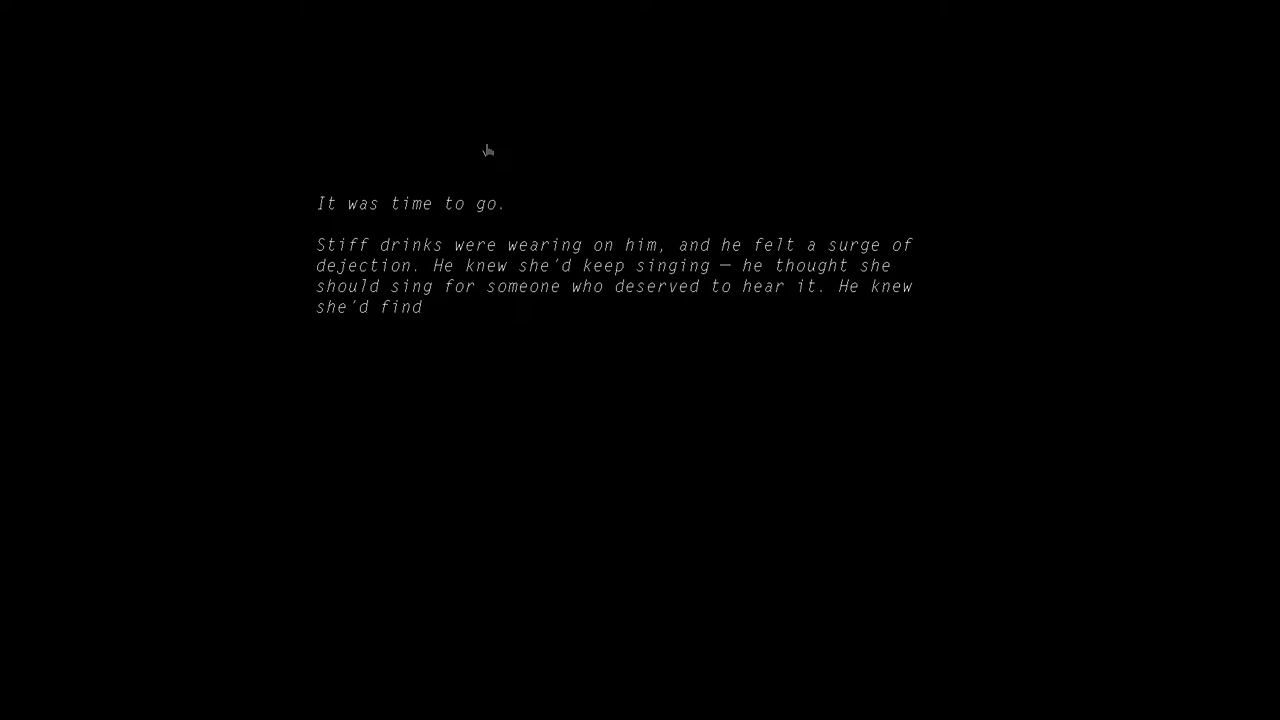 It was time to go.
Stiff drinks were wearing on him, and he felt a surge of
dejection. He knew she'd keep singing — he thought she
should sing for someone who deserved to hear it. He knew
she'd find